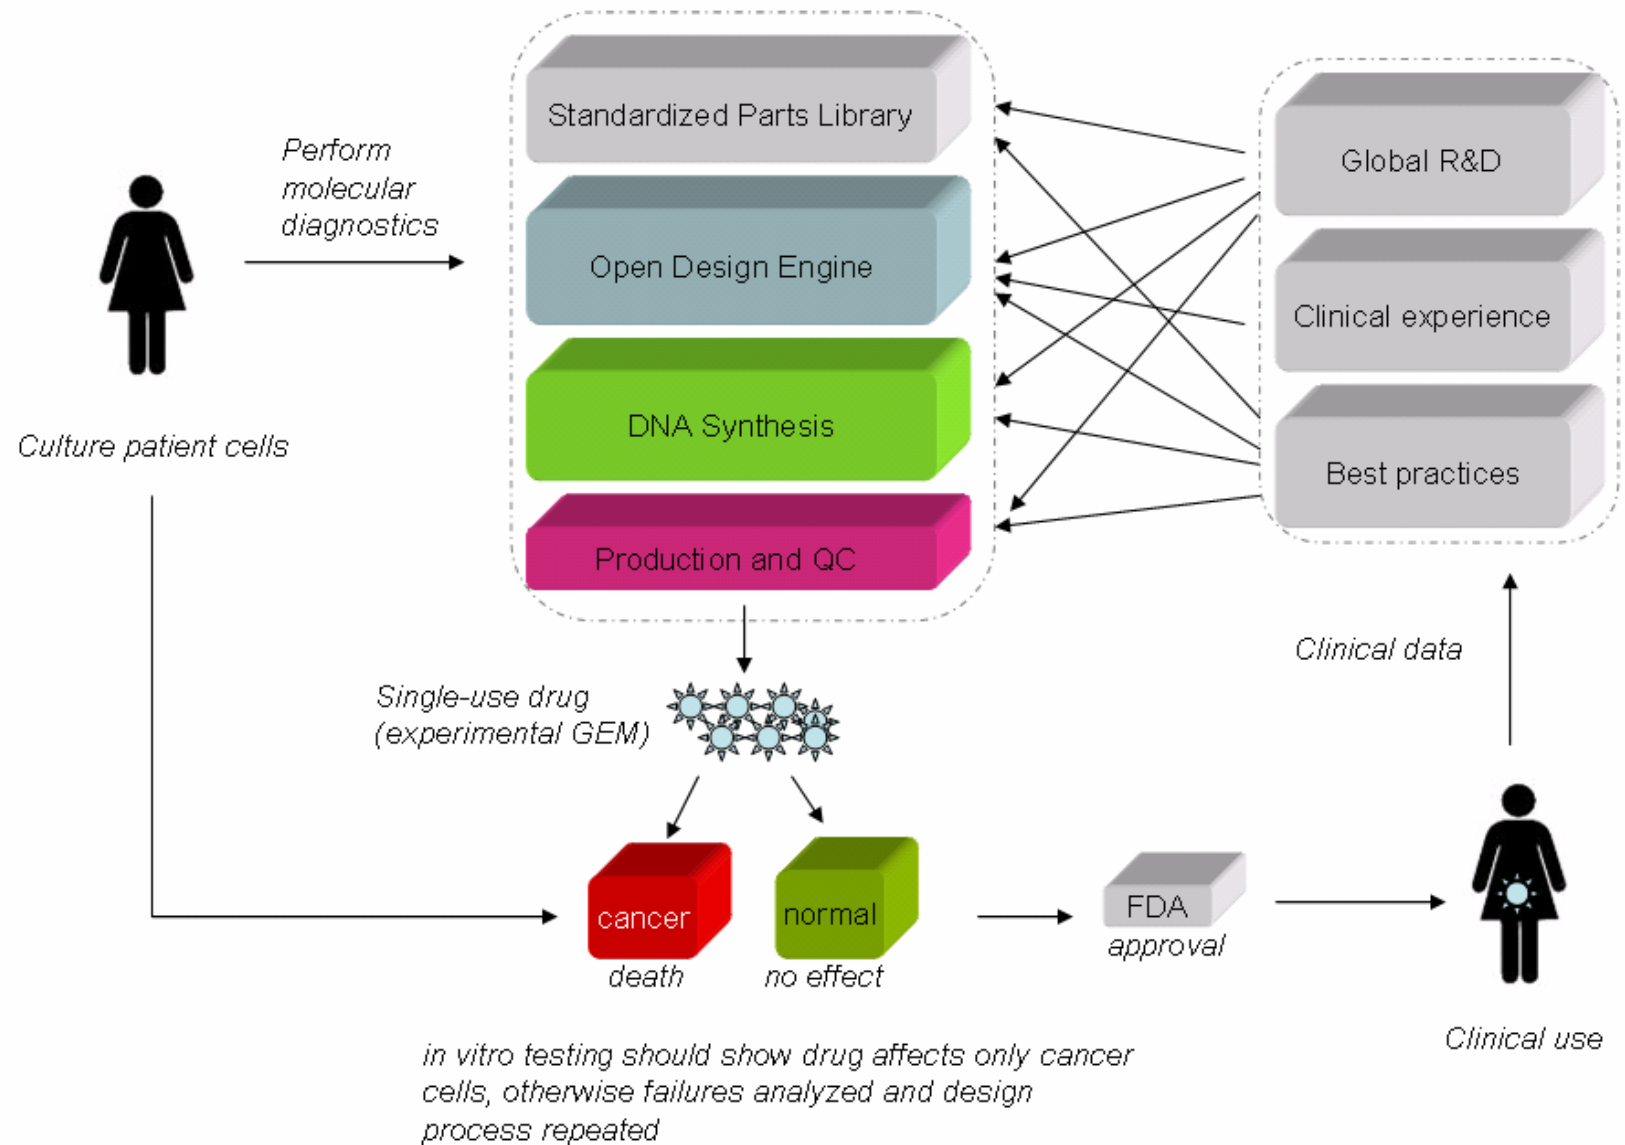 Standardized Parts Library
Global R&D
Perform
molecular
diagnostics
Open Design Engine
Clinical experience
DNA Synthesis
Culture patient cells
Best practices
Production and QC
Clinical data
Single-use drug
(experimental GEM)
cancer
normal
FDA
approval
death
no effect
Clinical use
in vitro testing should show drug affects only cancer
cells, otherwise failures analyzed and design
process repeated